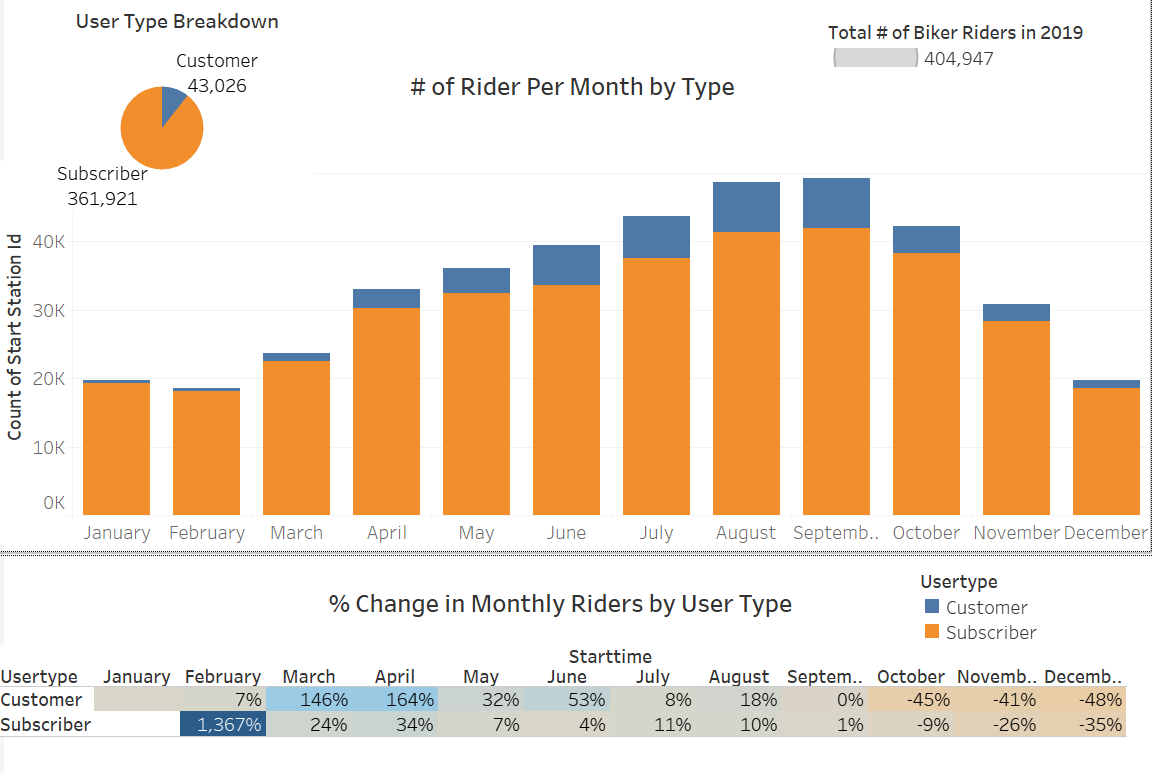 User Type Breakdown
Customer
43,026
Subscriber
361,921
Total # of Biker Riders in 2019
404,947
# of Rider Per Month by Type
Count of Start Station Id
40K
30K
20K
10K
0K
January February March April May June July August Septemb.. October November December
% Change in Monthly Riders by User Type
Usertype
Customer
Subscriber
Starttime
Usertype January February March April May June July August Septem.. October Novemb.. Decemb..
Customer 7% 146% 164% 32% 53% 8% 18% 0% -45% -41% -48%
Subscriber 1,367% 24% 34% 7% 4% 11% 10% 1% -9% -26% -35%